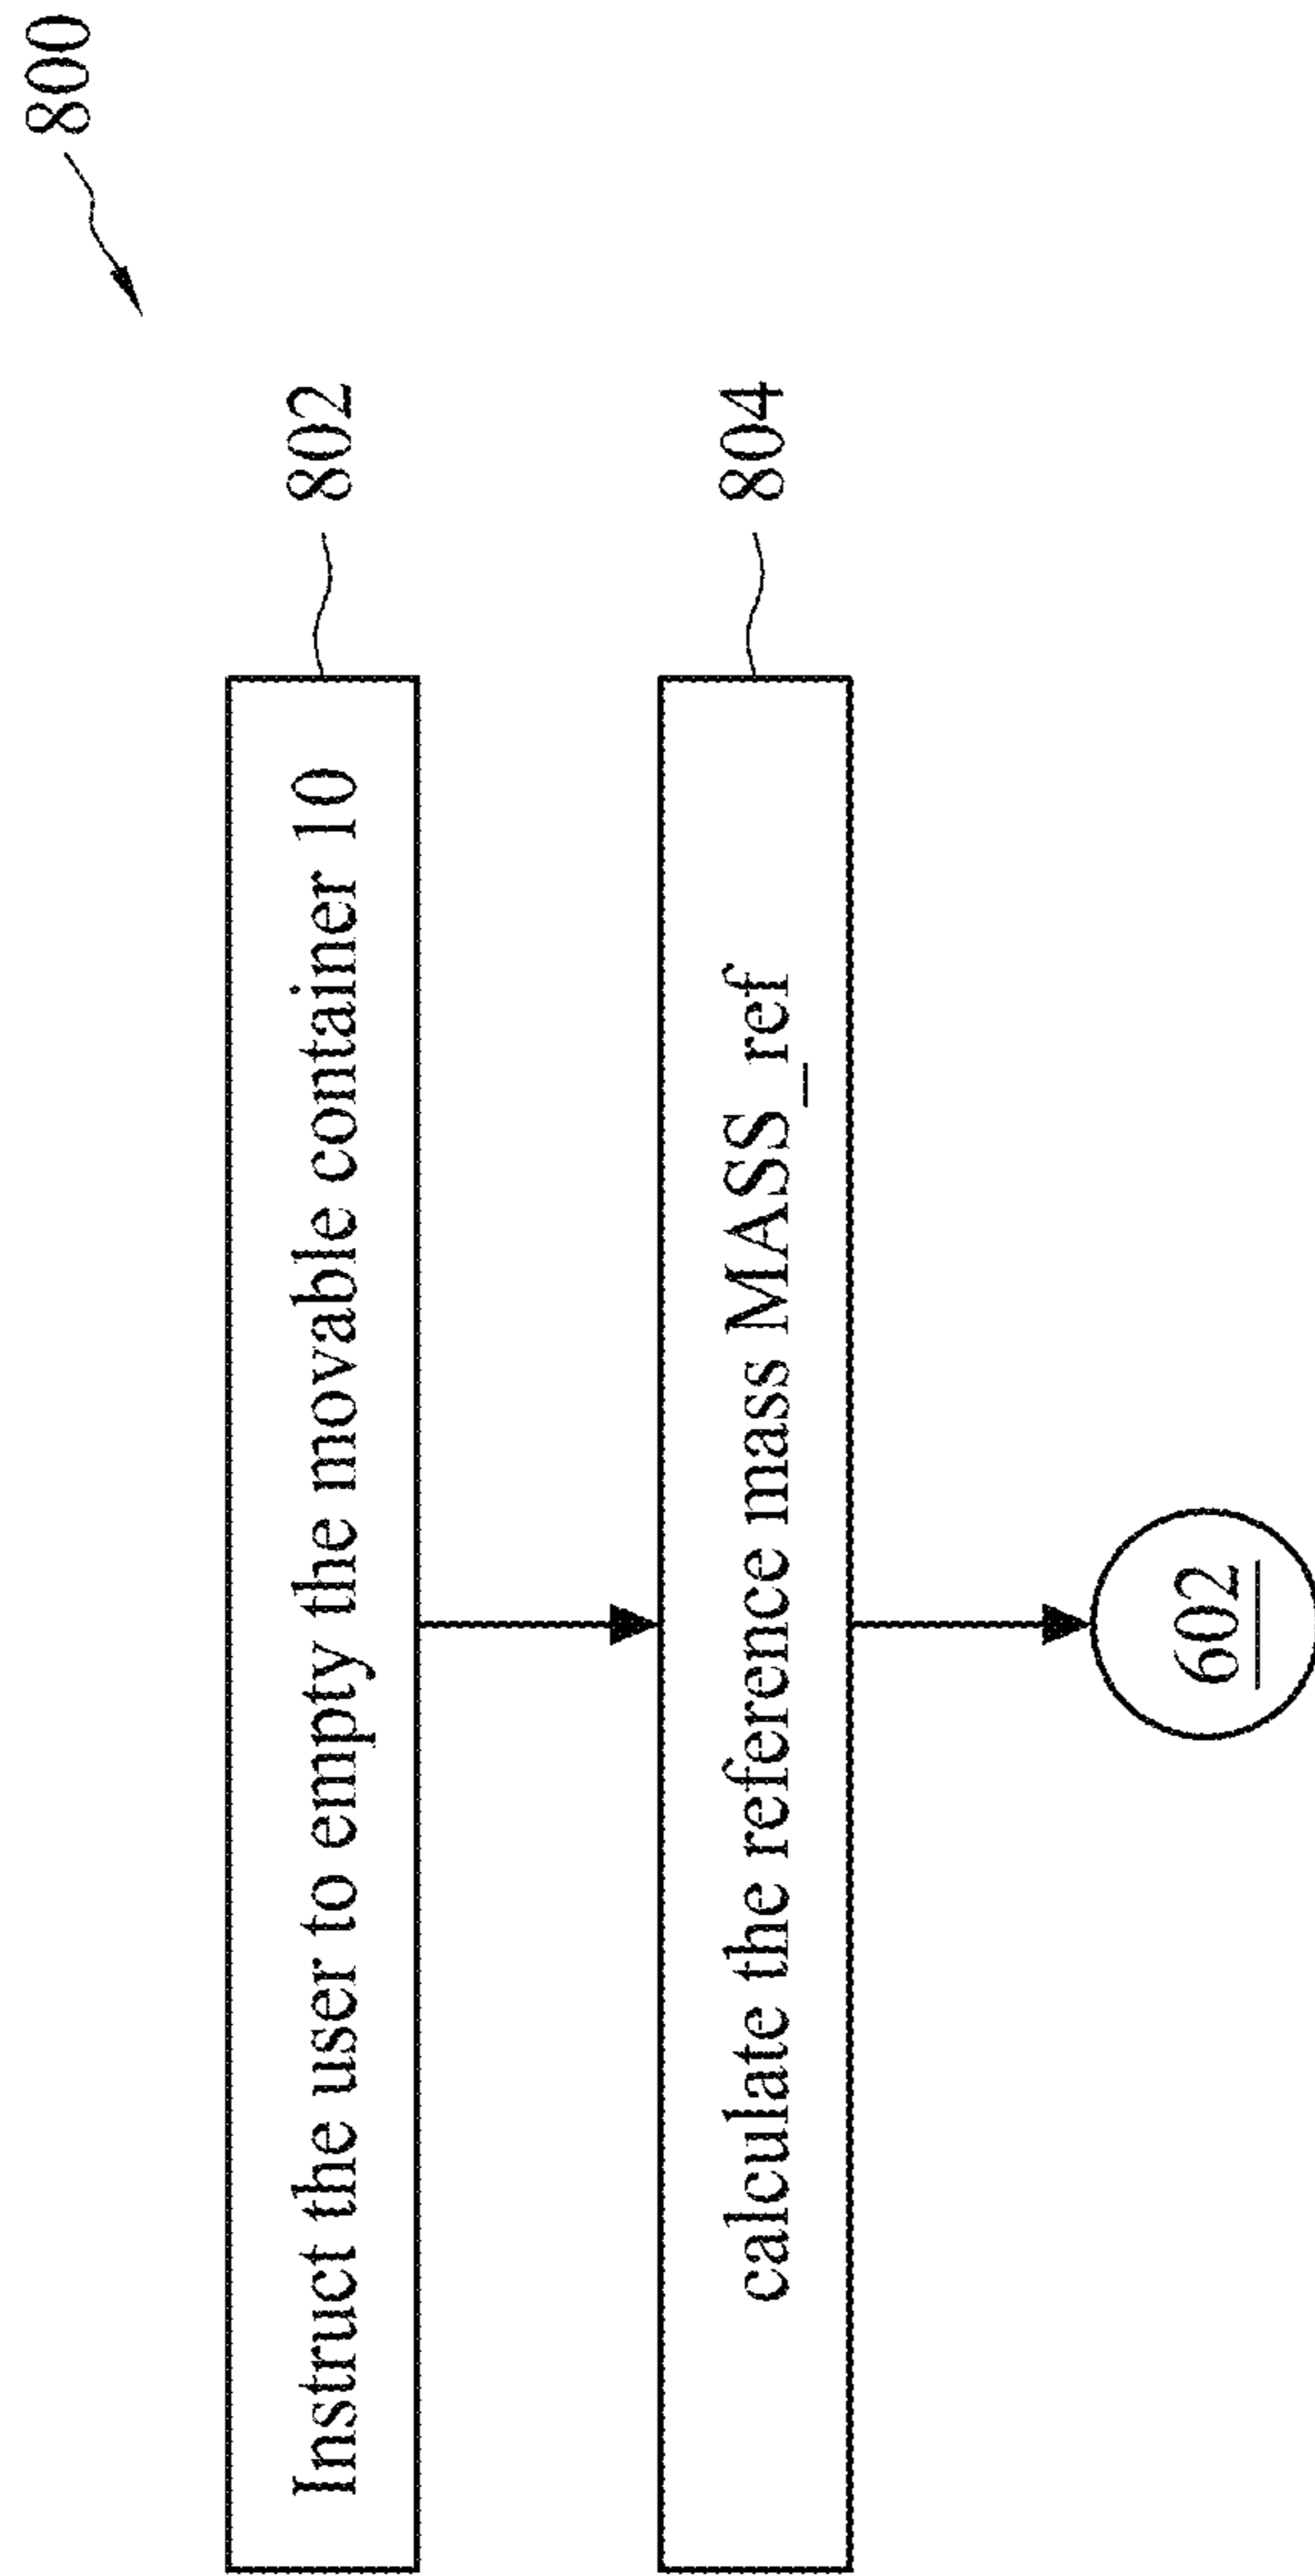 800
Instruct the user to empty the movable container 10
802
calculate the reference mass MASS_ref
804
602